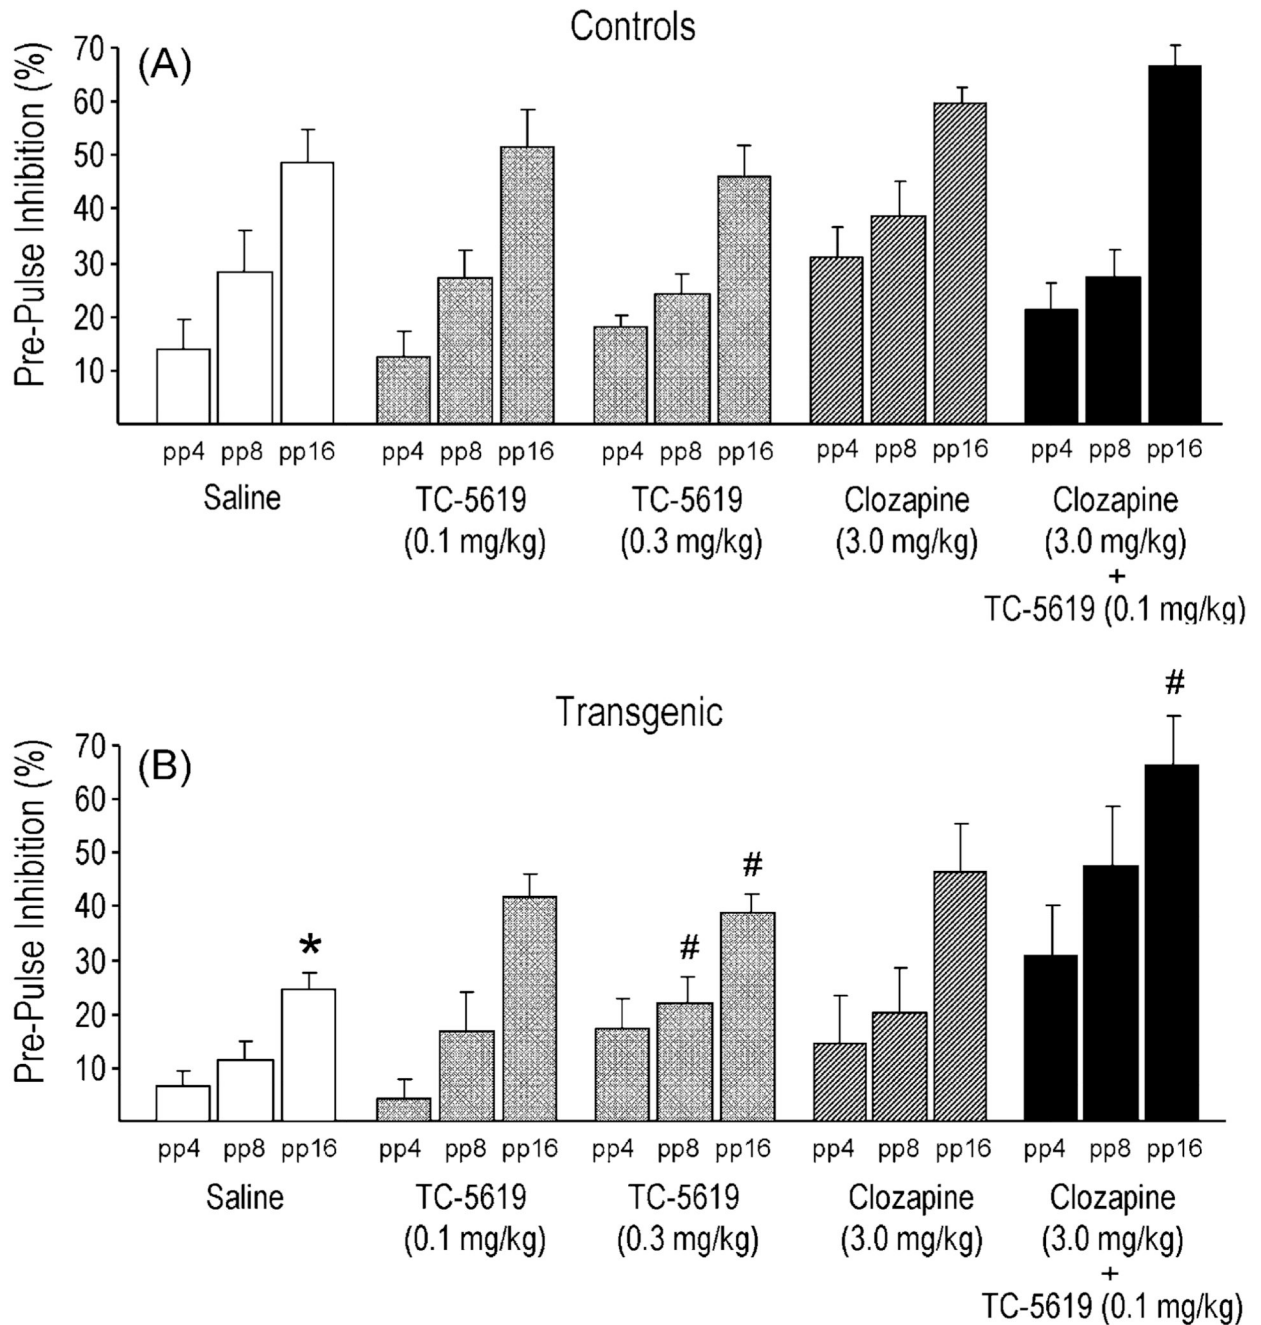 Controls
(A)
Pre-Pulse Inhibition (%)
70
60
50
40
30
20
10
pp4 pp8 pp16 pp4 pp8 pp16 pp4 pp8 pp16 pp4 pp8 pp16 pp4 pp8 pp16
Saline TC-5619 TC-5619 Clozapine Clozapine
(0.1 mg/kg) (0.3 mg/kg) (3.0 mg/kg) (3.0 mg/kg)
+
TC-5619 (0.1 mg/kg)
Transgenic
(B)
Pre-Pulse Inhibition (%)
70
60
50
40
30
20
10
#
#
#
*
pp4 pp8 pp16 pp4 pp8 pp16 pp4 pp8 pp16 pp4 pp8 pp16 pp4 pp8 pp16
Saline TC-5619 TC-5619 Clozapine Clozapine
(0.1 mg/kg) (0.3 mg/kg) (3.0 mg/kg) (3.0 mg/kg)
+
TC-5619 (0.1 mg/kg)